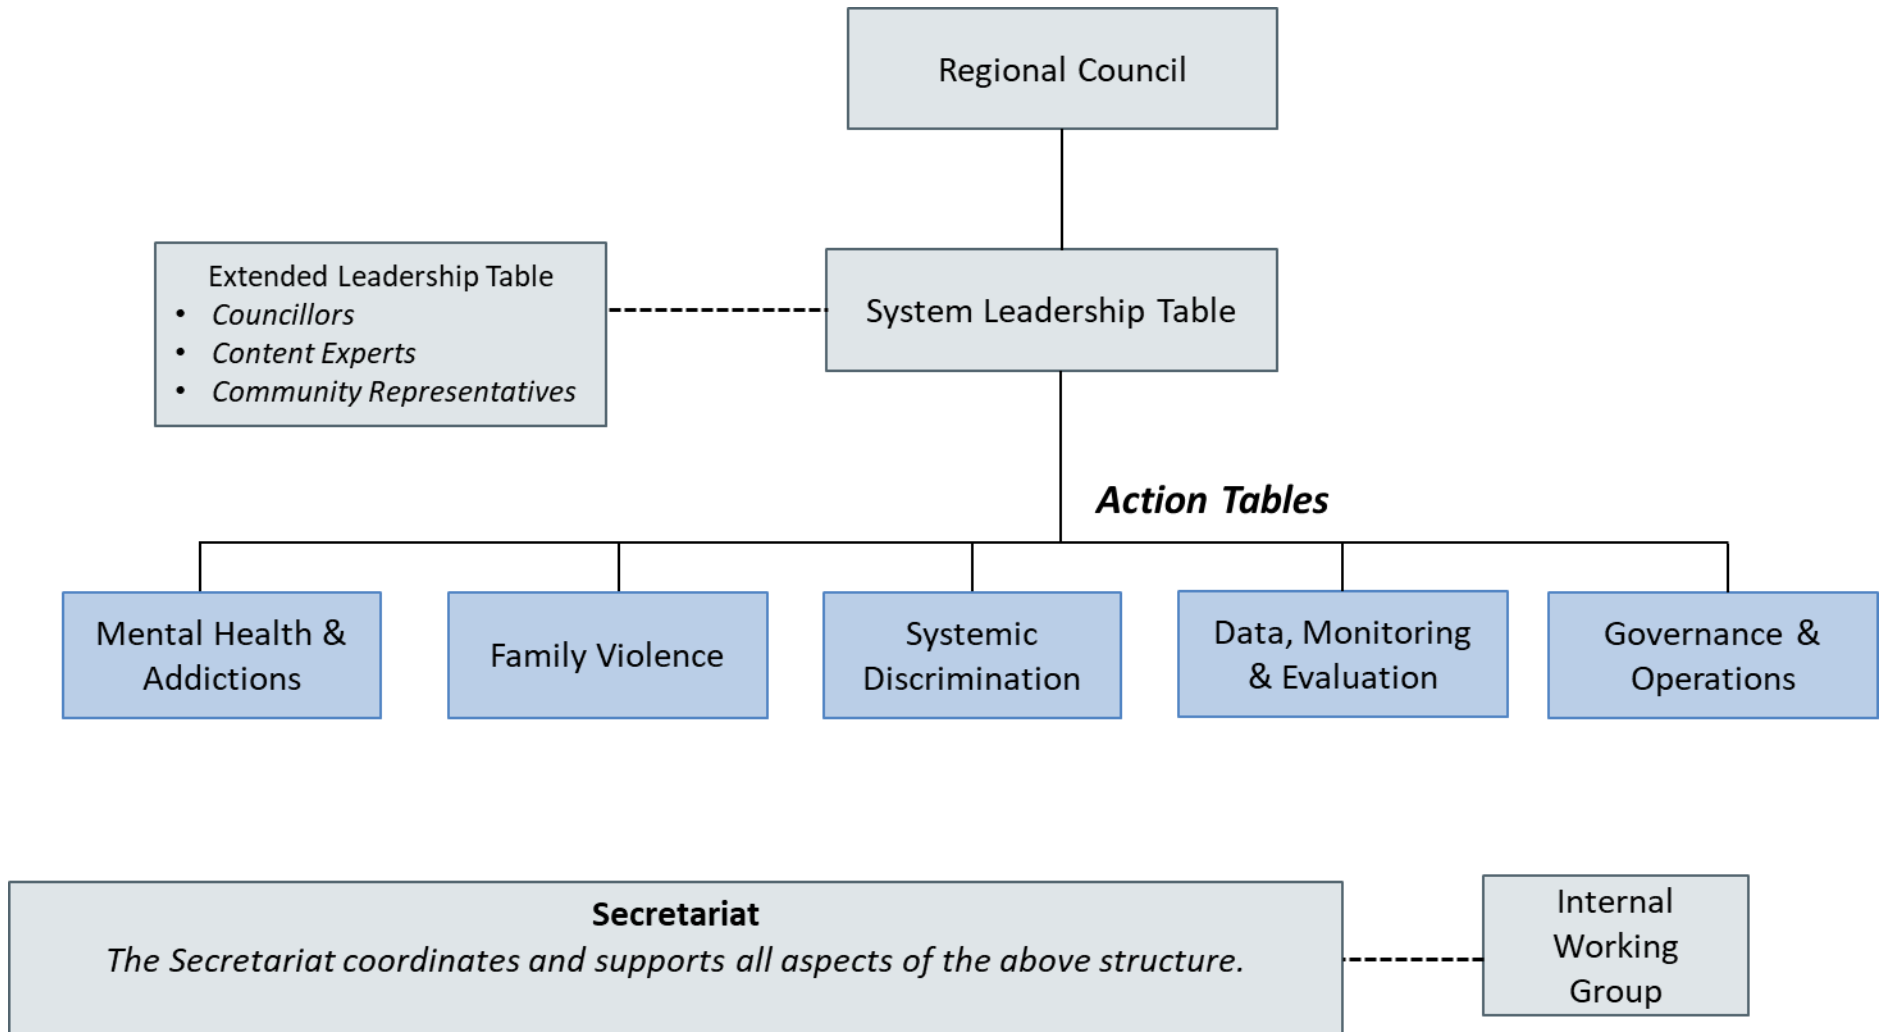 Regional Council
Extended Leadership Table
• Councillors
• Content Experts
• Community Representatives
System Leadership Table
Action Tables
Mental Health &
Addictions
Family Violence
Systemic
Discrimination
Data, Monitoring
& Evaluation
Governance &
Operations
Secretariat
The Secretariat coordinates and supports all aspects of the above structure.
Internal
Working
Group